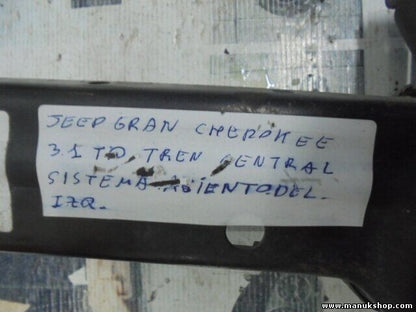 JEEP GRAN CHEROKEE
3.1 TD TREN CENTRAL
SISTEMA ASIENTO DEL.
IZQ.
www.manukshop.com